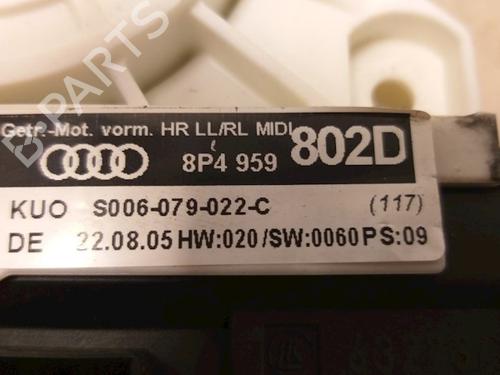 Getr.-Mot. vorm. HR LL/RL MIDI
8P4 959 802D
KUO S006-079-022-C (117)
DE 22.08.05 HW:020/SW:0060 PS:09